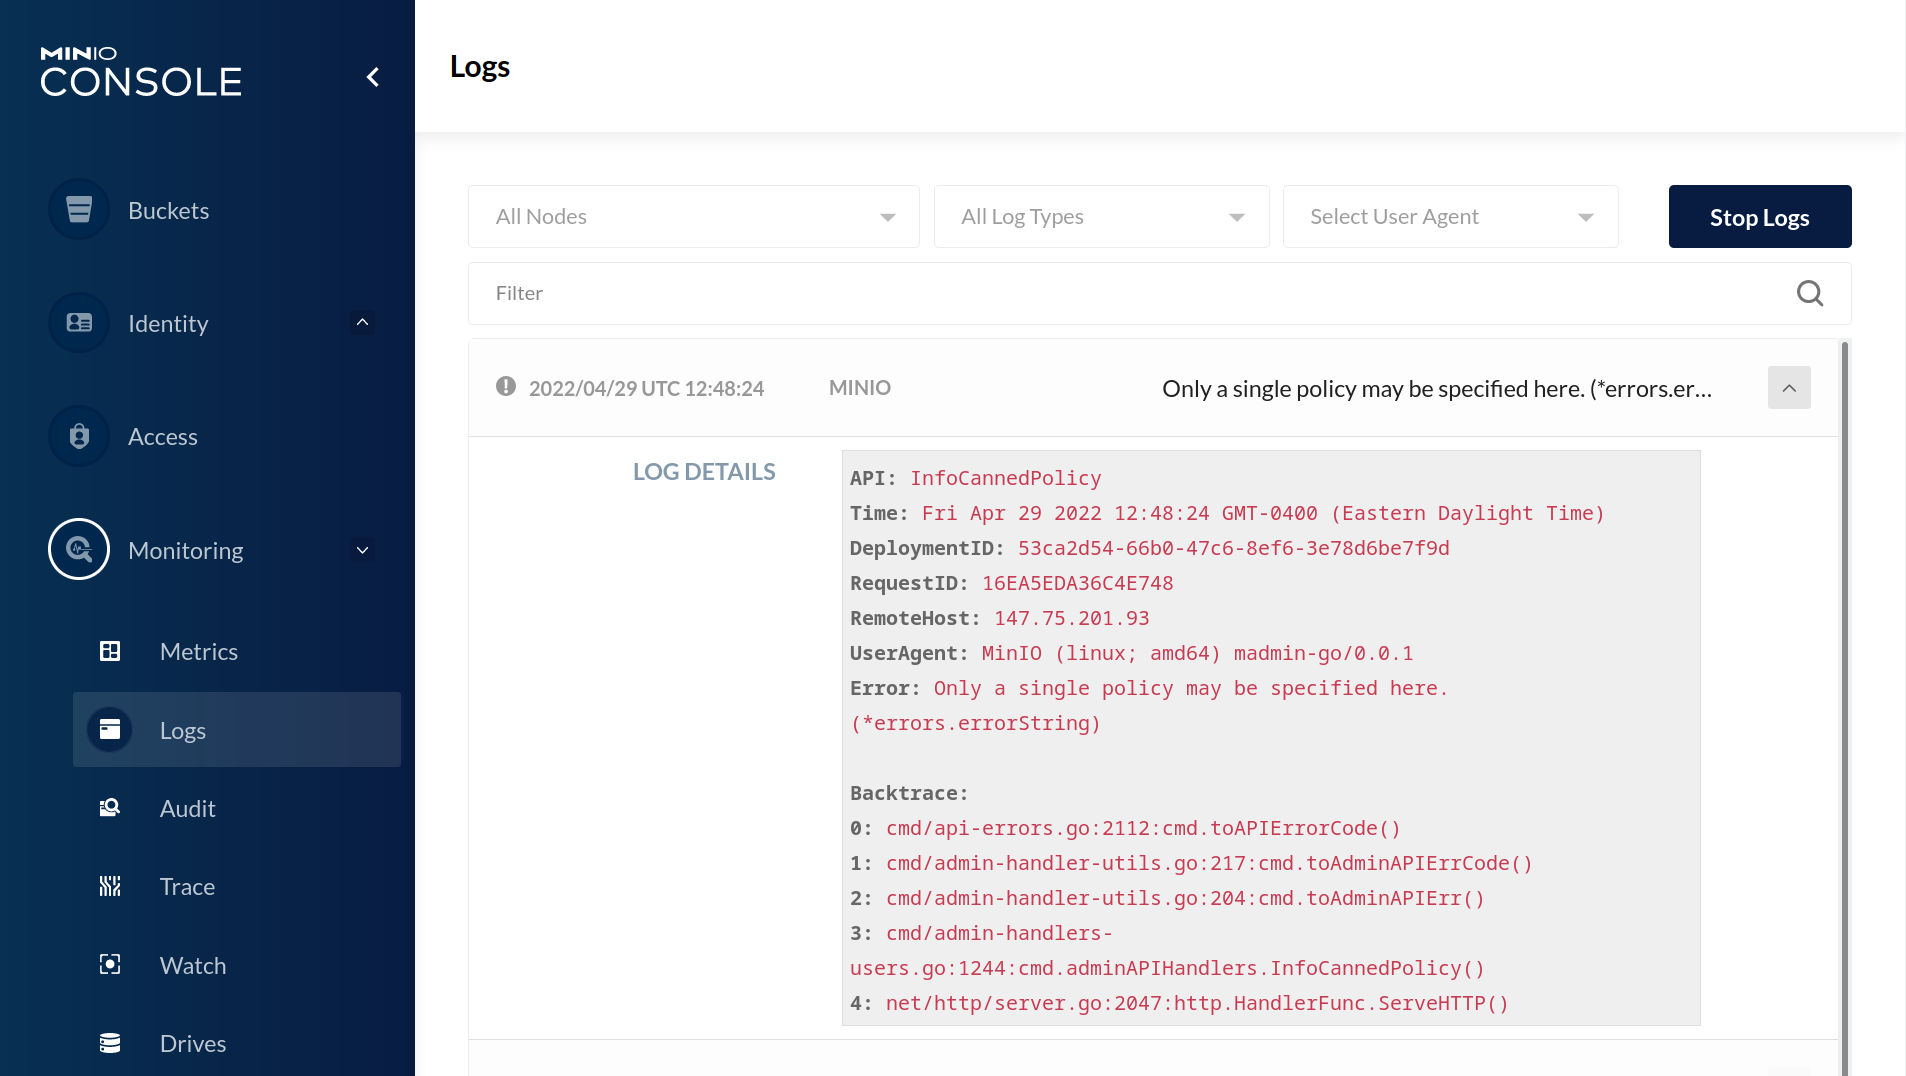 MINIO
CONSOLE
Buckets
Identity
Access
Monitoring
Metrics
Logs
Audit
Trace
Watch
Drives
Logs
All Nodes
All Log Types
Select User Agent
Stop Logs
Filter
2022/04/29 UTC 12:48:24
MINIO
Only a single policy may be specified here. (*errors.er...
LOG DETAILS
API: InfoCannedPolicy
Time: Fri Apr 29 2022 12:48:24 GMT-0400 (Eastern Daylight Time)
DeploymentID: 53ca2d54-66b0-47c6-8ef6-3e78d6be7f9d
RequestID: 16EA5EDA36C4E748
RemoteHost: 147.75.201.93
UserAgent: MinIO (linux; amd64) madmin-go/0.0.1
Error: Only a single policy may be specified here.
(*errors.errorString)
Backtrace:
0: cmd/api-errors.go:2112:cmd.toAPIErrorCode()
1: cmd/admin-handler-utils.go:217:cmd.toAdminAPIErrCode()
2: cmd/admin-handler-utils.go:204:cmd.toAdminAPIErr()
3: cmd/admin-handlers-
users.go:1244:cmd.adminAPIHandlers.InfoCannedPolicy()
4: net/http/server.go:2047:http.HandlerFunc.ServeHTTP()